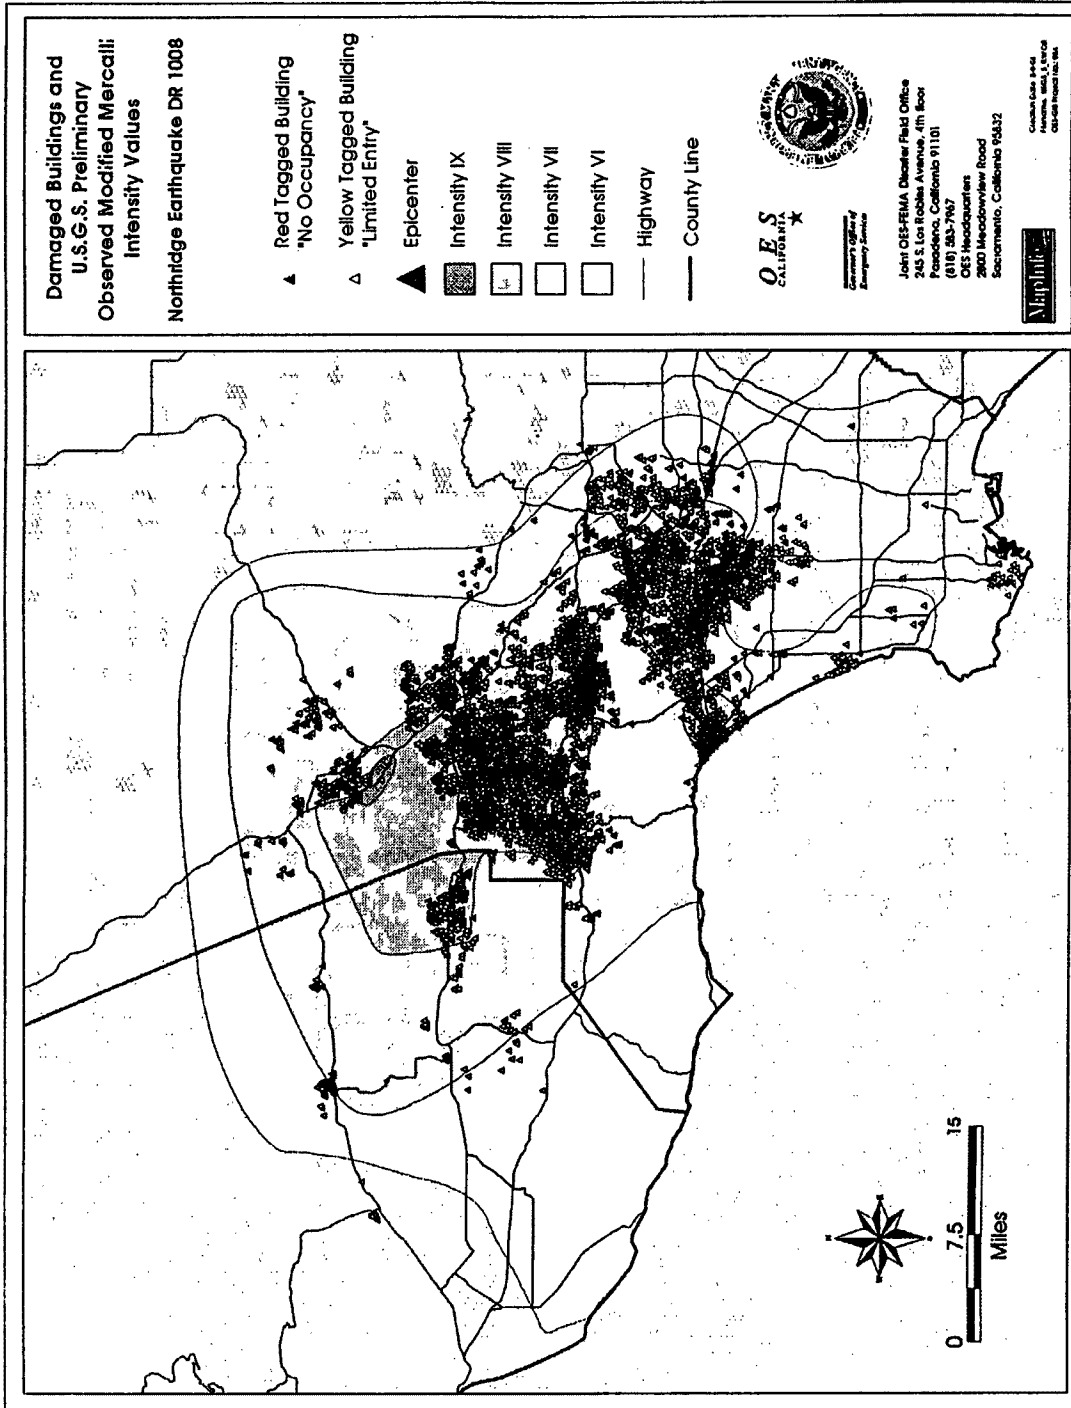 Damaged Buildings and
U.S.G.S. Preliminary
Observed Modified Mercalli
Intensity Values
Northridge Earthquake DR 1008
Red Tagged Building
"No Occupancy"
Yellow Tagged Building
"Limited Entry"
Epicenter
Intensity IX
Intensity VIII
Intensity VII
Intensity VI
Highway
County Line
OES
CALIFORNIA
Governor's Office of
Emergency Services
Joint OES-FEMA Disaster Field Office
245 S. Los Robles Avenue, 4th floor
Pasadena, California 91101
(818) 583-7967
OES Headquarters
2800 Meadowview Road
Sacramento, California 95832
MapInfo
0 7.5 15
Miles